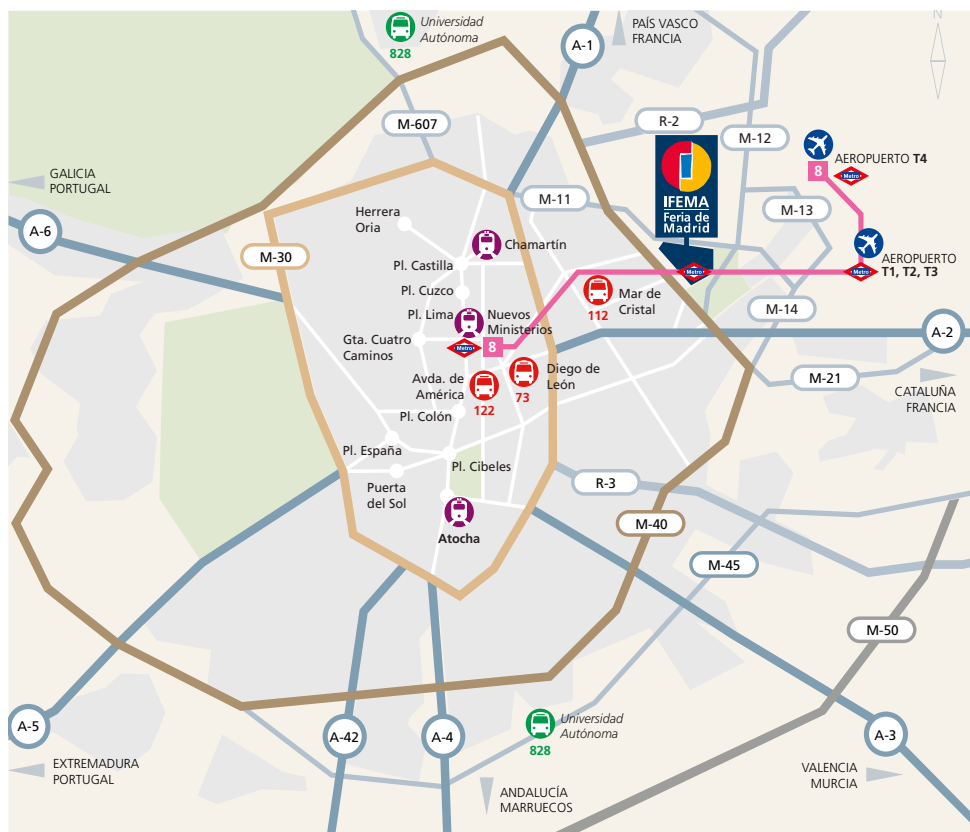 Universidad
Autónoma
828
A-1
PAÍS VASCO
FRANCIA
N
M-607
R-2
M-12
8
AEROPUERTO T4
Metro
IFEMA
Feria de
Madrid
GALICIA
PORTUGAL
A-6
M-11
M-13
Herrera
Oria
Chamartín
M-30
Pl. Castilla
AEROPUERTO
T1, T2, T3
Metro
Metro
Pl. Cuzco
112
Mar de
Cristal
M-14
Pl. Lima
Nuevos
Ministerios
Gta. Cuatro
Caminos
Metro
8
A-2
M-21
CATALUÑA
FRANCIA
Avda. de
América
122
73
Diego de
León
Pl. Colón
Pl. España
Pl. Cibeles
Puerta
del Sol
R-3
Atocha
M-40
M-45
M-50
A-5
A-42
A-4
A-3
Universidad
Autónoma
828
EXTREMADURA
PORTUGAL
ANDALUCÍA
MARRUECOS
VALENCIA
MURCIA